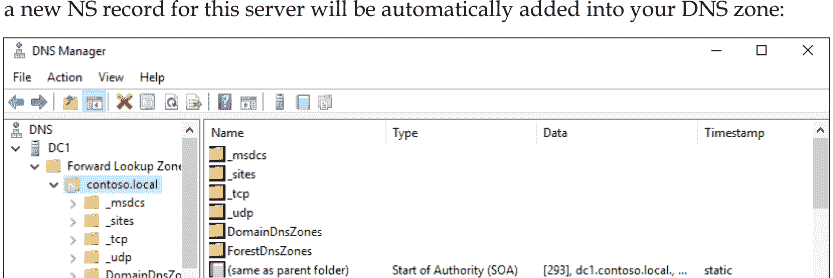 a new NS record for this server will be automatically added into your DNS zone:
DNS Manager
File Action View Help
DNS
DC1
Forward Lookup Zone
contoso.local
_msdcs
_sites
_tcp
_udp
DomainDnsZo
Name Type Data Timestamp
_msdcs
_sites
_tcp
_udp
DomainDnsZones
ForestDnsZones
(same as parent folder) Start of Authority (SOA) [293], dc1.contoso.local., ... static